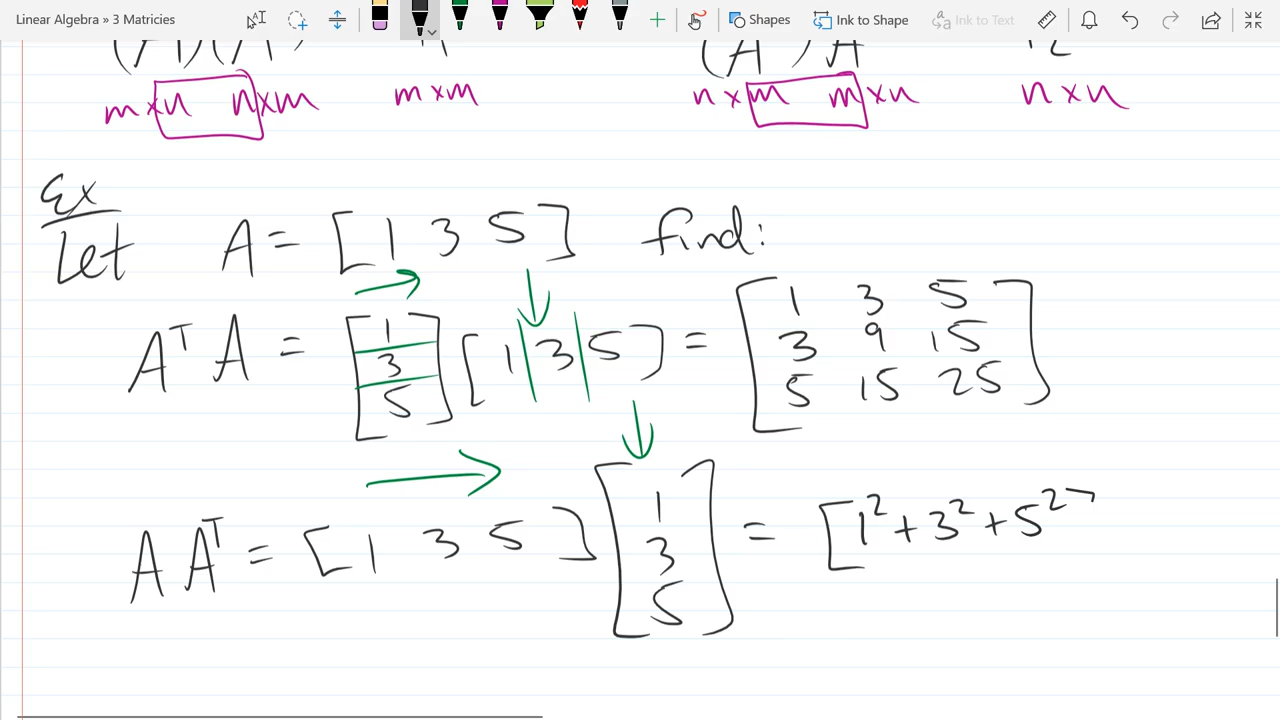 Linear Algebra » 3 Matricies
Shapes Ink to Shape Ink to Text
m×n n×m m×m n×m m×n n×n
Ex
Let A = [1 3 5] find:
AᵀA = [1 3 5] [1 3 5] = [1 3 5
3 9 15
5 15 25]
AAᵀ = [1 3 5] [1
3
5] = [1² + 3² + 5²